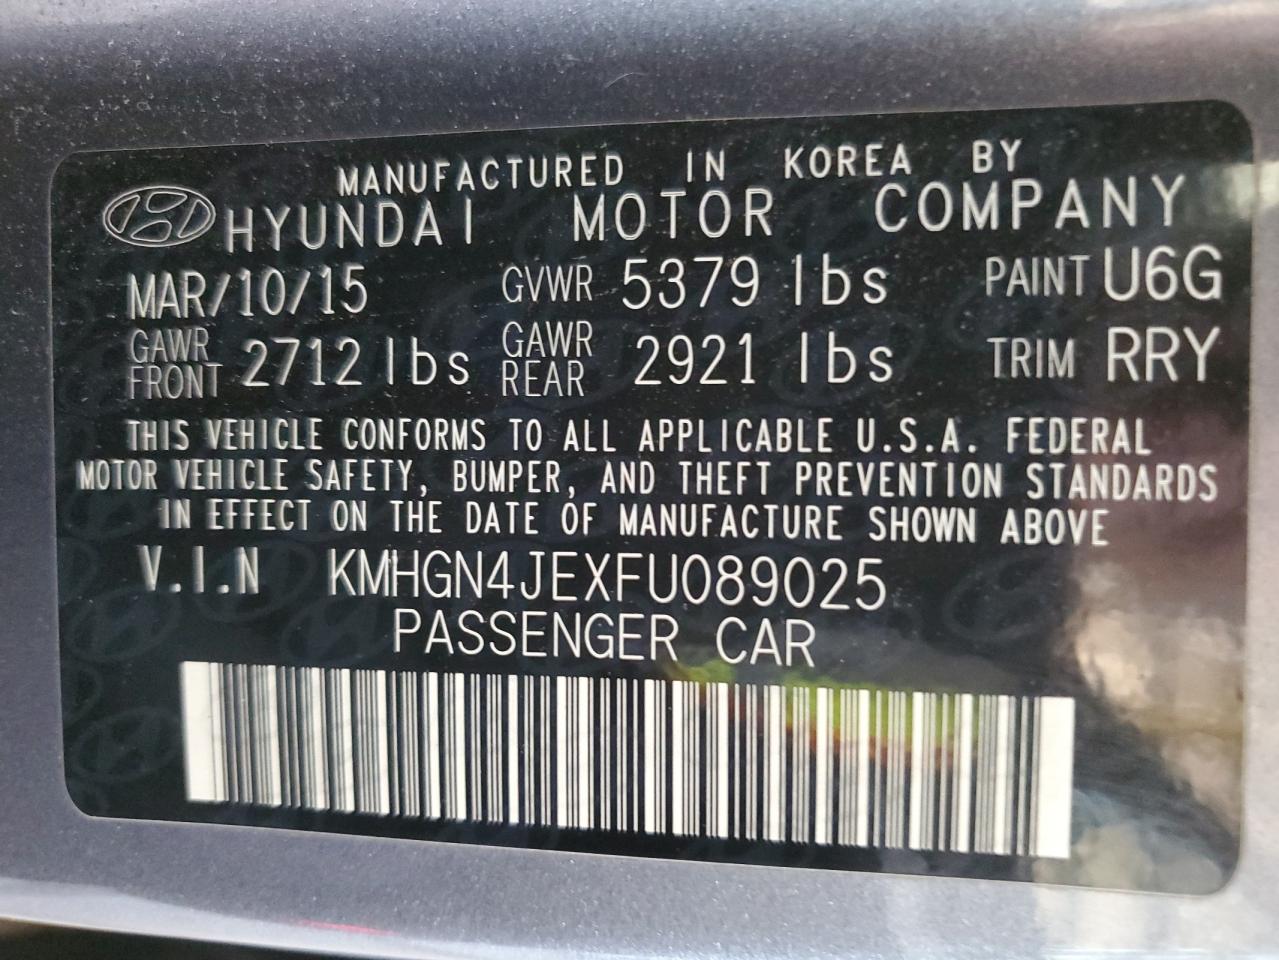 MANUFACTURED IN KOREA BY
HYUNDAI MOTOR COMPANY
MAR/10/15 GVWR 5379 lbs PAINT U6G
GAWR FRONT 2712 lbs GAWR REAR 2921 lbs TRIM RRY
THIS VEHICLE CONFORMS TO ALL APPLICABLE U.S.A. FEDERAL
MOTOR VEHICLE SAFETY, BUMPER, AND THEFT PREVENTION STANDARDS
IN EFFECT ON THE DATE OF MANUFACTURE SHOWN ABOVE
V.I.N KMHGN4JEXFU089025
PASSENGER CAR